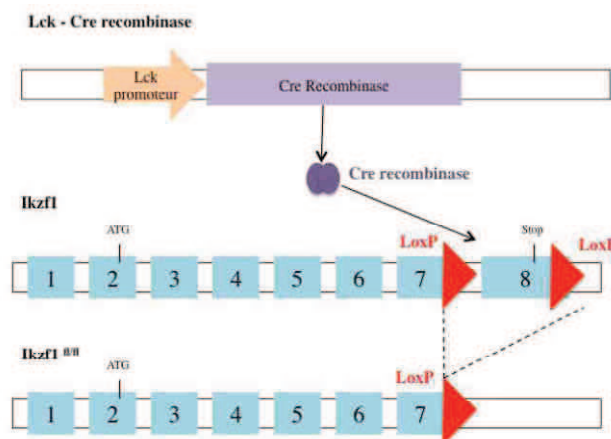 Lck - Cre recombinase
Lck
promoteur
Cre Recombinase
Cre recombinase
Ikzf1
ATG
LoxP
Stop
LoxP
1 2 3 4 5 6 7 8
Ikzf1 fl/fl
ATG
LoxP
1 2 3 4 5 6 7